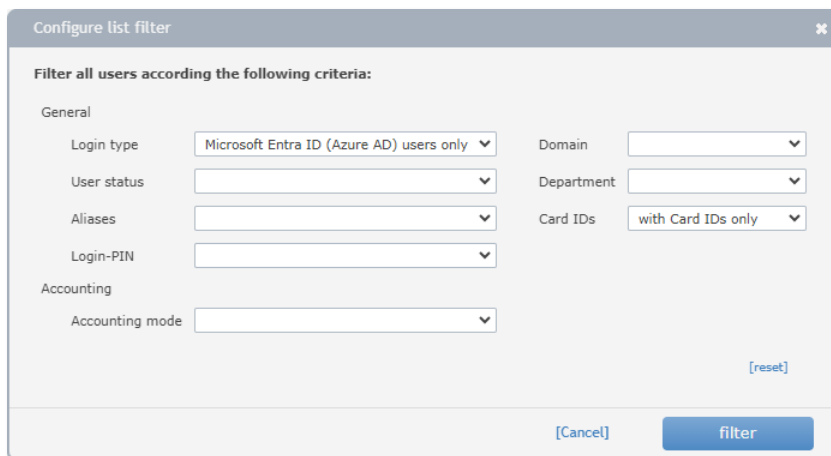 Configure list filter
Filter all users according the following criteria:
General
Login type Microsoft Entra ID (Azure AD) users only Domain
User status Department
Aliases Card IDs with Card IDs only
Login-PIN
Accounting
Accounting mode
[reset]
[Cancel] filter